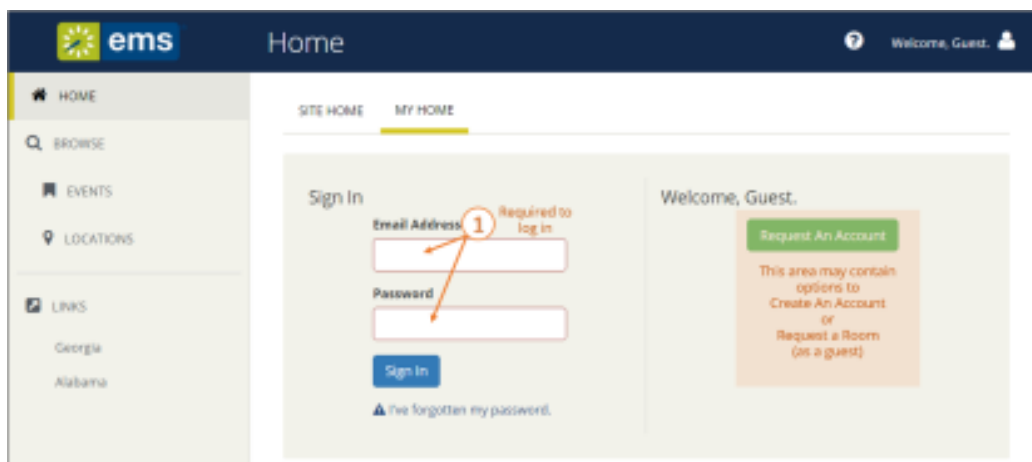 ems
Home
Welcome, Guest.
HOME
BROWSE
EVENTS
LOCATIONS
LINKS
Georgia
Alabama
SITE HOME MY HOME
Sign In
Email Address
1
Required to
log in
Password
Sign In
I've forgotten my password.
Welcome, Guest.
Request An Account
This area may contain
options to
Create An Account
or
Request a Room
(as a guest)